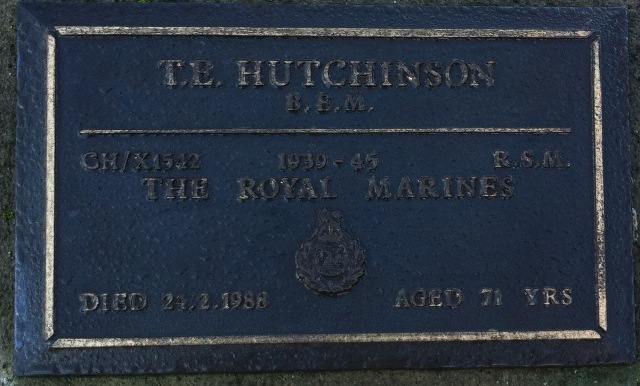 T.E. HUTCHINSON
B.E.M.
CH/X1542 1939-45 R.S.M.
THE ROYAL MARINES
DIED 24.2.1988 AGED 71 YRS